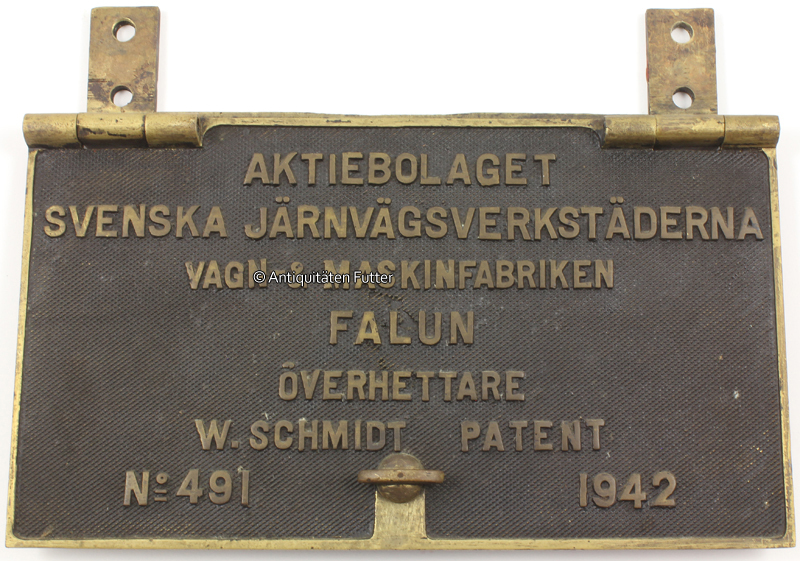 AKTIEBOLAGET
SVENSKA JÄRNVÄGSVERKSTÄDERNA
VAGN & MASKINFABRIKEN
© Antiquitäten Futter
FALUN
ÖVERHETTARE
W. SCHMIDT PATENT
No 491 1942